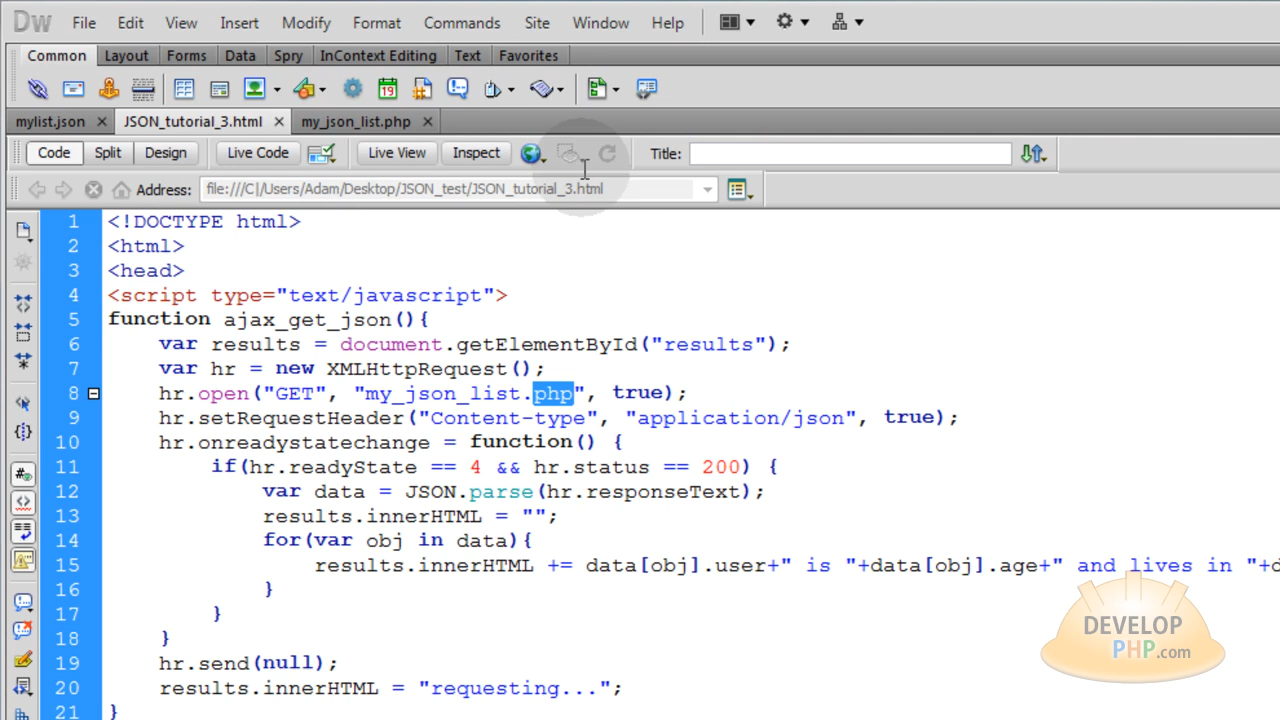 Dw File Edit View Insert Modify Format Commands Site Window Help
Common Layout Forms Data Spry InContext Editing Text Favorites
19
mylist.json JSON_tutorial_3.html my_json_list.php
Code Split Design Live Code Live View Inspect Title:
Address: file:///C|/Users/Adam/Desktop/JSON_test/JSON_tutorial_3.html
1 <!DOCTYPE html>
2 <html>
3 <head>
4 <script type="text/javascript">
5 function ajax_get_json(){
6 var results = document.getElementById("results");
7 var hr = new XMLHttpRequest();
8 hr.open("GET", "my_json_list.php", true);
9 hr.setRequestHeader("Content-type", "application/json", true);
10 hr.onreadystatechange = function() {
11 if(hr.readyState == 4 && hr.status == 200) {
12 var data = JSON.parse(hr.responseText);
13 results.innerHTML = "";
14 for(var obj in data){
15 results.innerHTML += data[obj].user+" is "+data[obj].age+" and lives in "+d
16 }
17 }
18 }
19 hr.send(null);
20 results.innerHTML = "requesting...";
21 }
DEVELOP
PHP.com